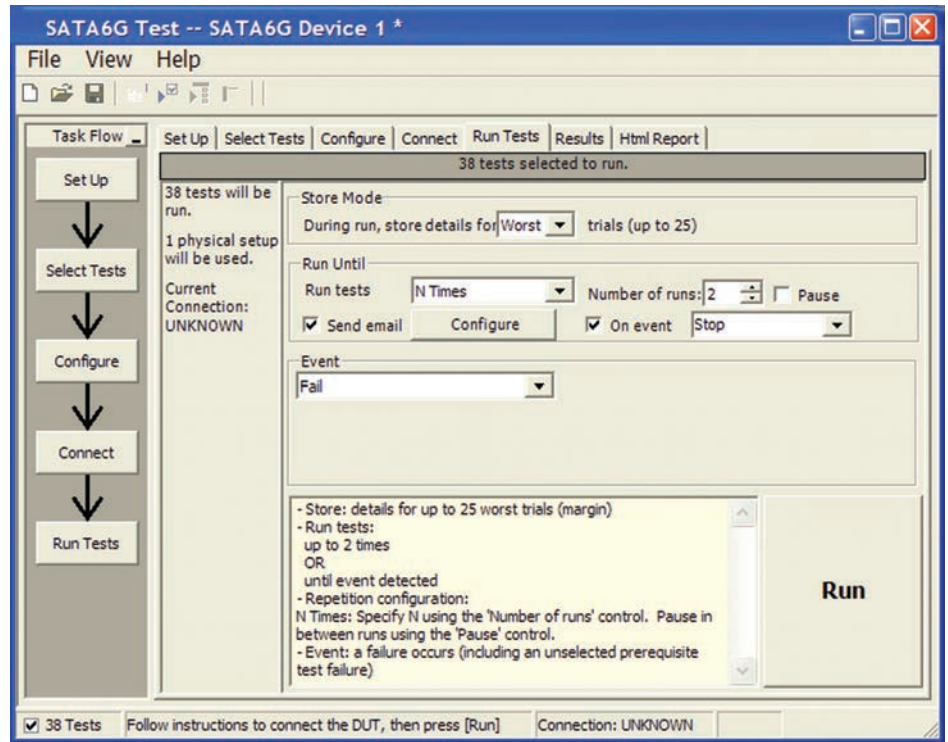 SATA6G Test -- SATA6G Device 1 *
File View Help
Task Flow
Set Up
Select Tests
Configure
Connect
Run Tests
Set Up Select Tests Configure Connect Run Tests Results Html Report
38 tests selected to run.
38 tests will be
run.
1 physical setup
will be used.
Current
Connection:
UNKNOWN
Store Mode
During run, store details for Worst trials (up to 25)
Run Until
Run tests N Times Number of runs: 2 Pause
Send email Configure On event Stop
Event
Fail
- Store: details for up to 25 worst trials (margin)
- Run tests:
up to 2 times
OR
until event detected
- Repetition configuration:
N Times: Specify N using the 'Number of runs' control. Pause in
between runs using the 'Pause' control.
- Event: a failure occurs (including an unselected prerequisite
test failure)
Run
38 Tests Follow instructions to connect the DUT, then press [Run] Connection: UNKNOWN